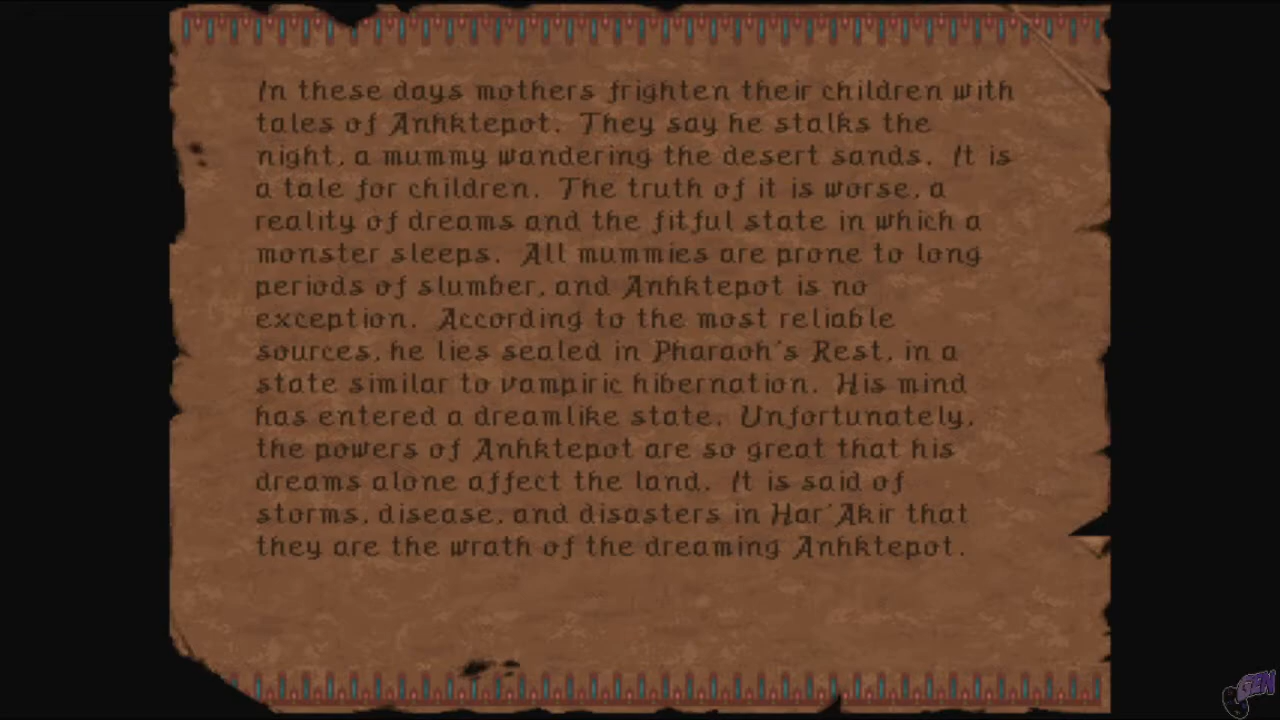 In these days mothers frighten their children with
tales of Anhktepot. They say he stalks the
night, a mummy wandering the desert sands. It is
a tale for children. The truth of it is worse, a
reality of dreams and the fitful state in which a
monster sleeps. All mummies are prone to long
periods of slumber, and Anhktepot is no
exception. According to the most reliable
sources, he lies sealed in Pharaoh's Rest, in a
state similar to vampiric hibernation. His mind
has entered a dreamlike state. Unfortunately,
the powers of Anhktepot are so great that his
dreams alone affect the land. It is said of
storms, disease, and disasters in Har'Akir that
they are the wrath of the dreaming Anhktepot.
GEN